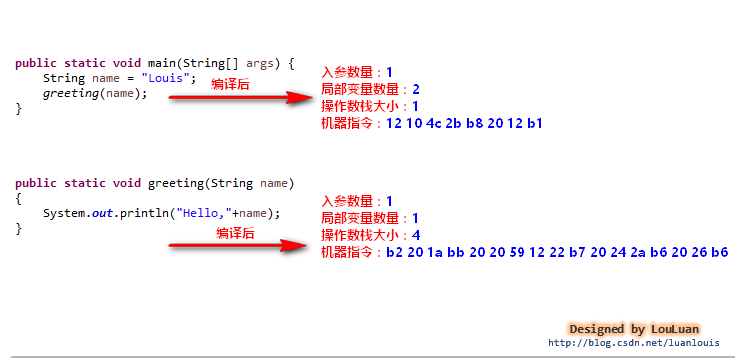 public static void main(String[] args) {
String name = "Louis";
greeting(name);
}
编译后
入参数量：1
局部变量数量：2
操作数栈大小：1
机器指令：12 10 4c 2b b8 20 12 b1
public static void greeting(String name)
{
System.out.println("Hello,"+name);
}
编译后
入参数量：1
局部变量数量：1
操作数栈大小：4
机器指令：b2 20 1a bb 20 20 59 12 22 b7 20 24 2a b6 20 26 b6
Designed by LouLuan
http://blog.csdn.net/luanlouis